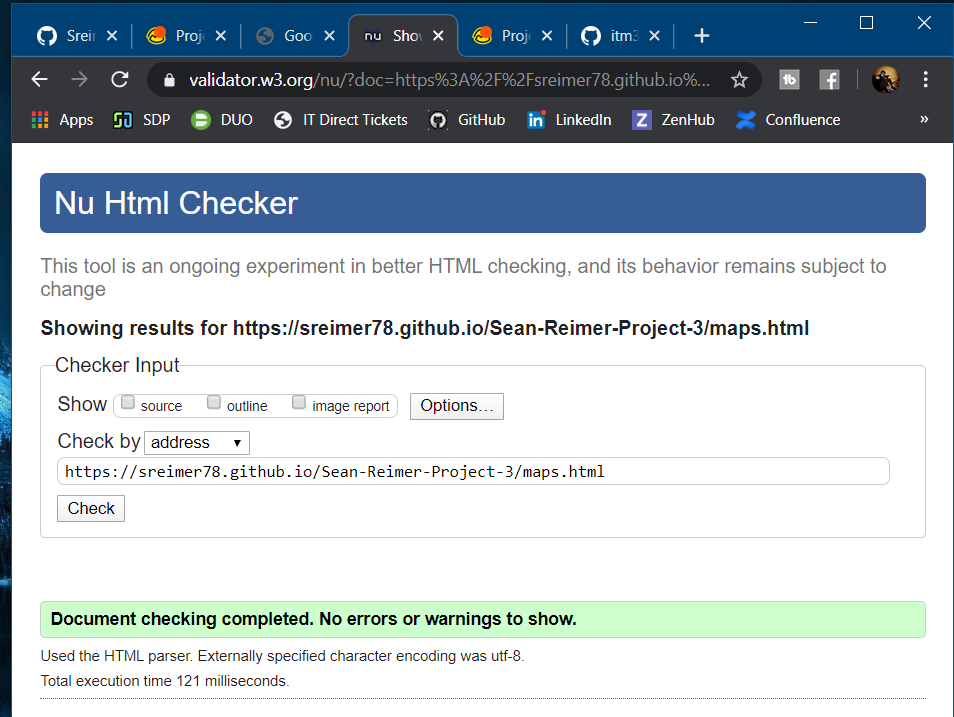 Srei Proj Goo nu Sho Proj itm3
validator.w3.org/nu/?doc=https%3A%2F%2Fsreimer78.github.io%...
Apps SDP DUO IT Direct Tickets GitHub LinkedIn ZenHub Confluence »
Nu Html Checker
This tool is an ongoing experiment in better HTML checking, and its behavior remains subject to
change
Showing results for https://sreimer78.github.io/Sean-Reimer-Project-3/maps.html
Checker Input
Show source outline image report Options...
Check by address
https://sreimer78.github.io/Sean-Reimer-Project-3/maps.html
Check
Document checking completed. No errors or warnings to show.
Used the HTML parser. Externally specified character encoding was utf-8.
Total execution time 121 milliseconds.